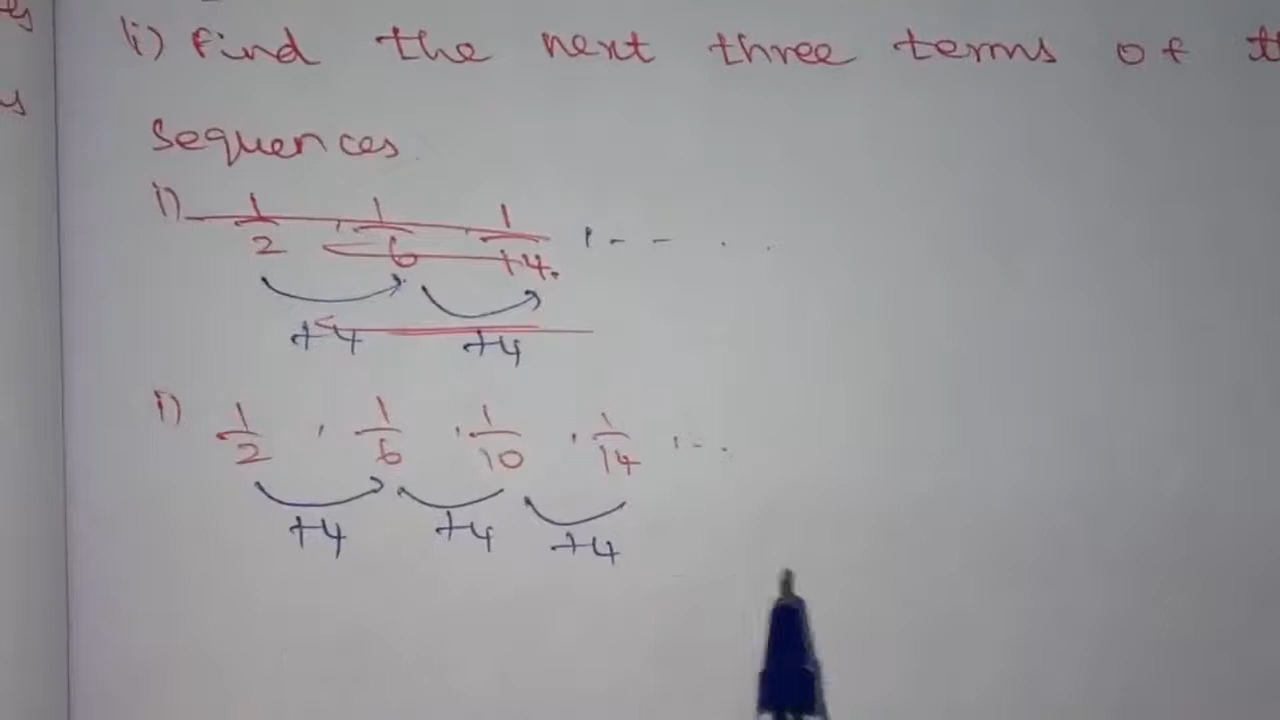 i) Find the next three terms of
Sequences
i) 1/2 , 1/6 , 1/+4. , - - . .
+4 +4
i) 1/2 , 1/6 , 1/10 , 1/14 , - - .
+4 +4 +4